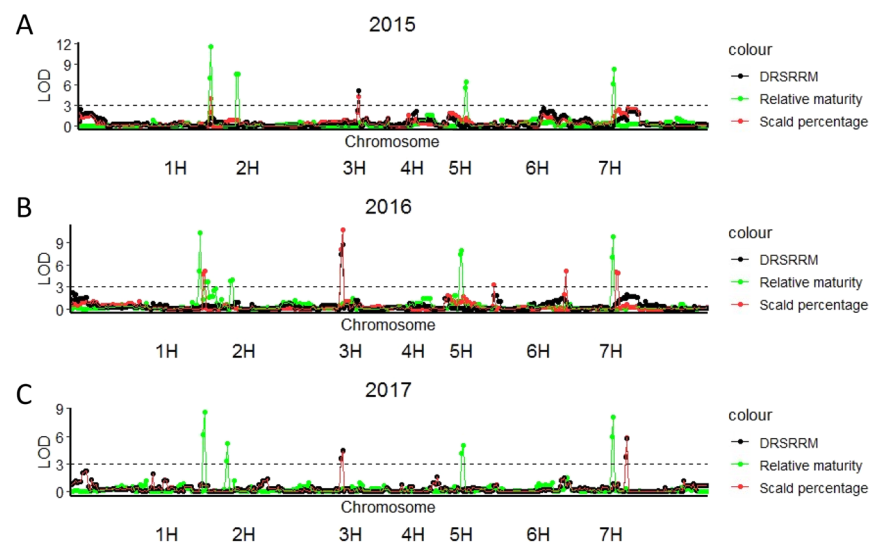 A
2015
12
9
6
3
0
LOD
Chromosome
1H 2H 3H 4H 5H 6H 7H
colour
DRSRRM
Relative maturity
Scald percentage
B
2016
9
6
3
0
LOD
Chromosome
1H 2H 3H 4H 5H 6H 7H
colour
DRSRRM
Relative maturity
Scald percentage
C
2017
9
6
3
0
LOD
Chromosome
1H 2H 3H 4H 5H 6H 7H
colour
DRSRRM
Relative maturity
Scald percentage